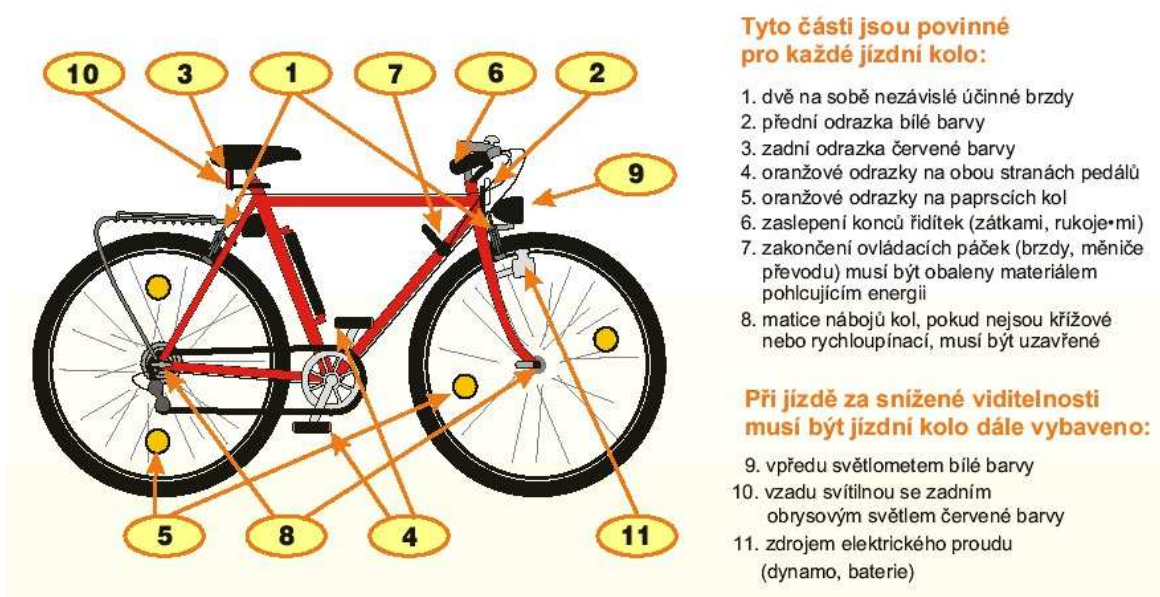 10
3
1
7
6
2
9
5
8
4
11
Tyto části jsou povinné
pro každé jízdní kolo:
1. dvě na sobě nezávislé účinné brzdy
2. přední odrazka bílé barvy
3. zadní odrazka červené barvy
4. oranžové odrazky na obou stranách pedálů
5. oranžové odrazky na paprscích kol
6. zaslepení konců řidítek (zátkami, rukoje•mi)
7. zakončení ovládacích páček (brzdy, měniče
převodu) musí být obaleny materiálem
pohlcujícím energii
8. matice nábojů kol, pokud nejsou křížové
nebo rychloupínací, musí být uzavřené
Při jízdě za snížené viditelnosti
musí být jízdní kolo dále vybaveno:
9. vpředu světlometem bílé barvy
10. vzadu svítilnou se zadním
obrysovým světlem červené barvy
11. zdrojem elektrického proudu
(dynamo, baterie)